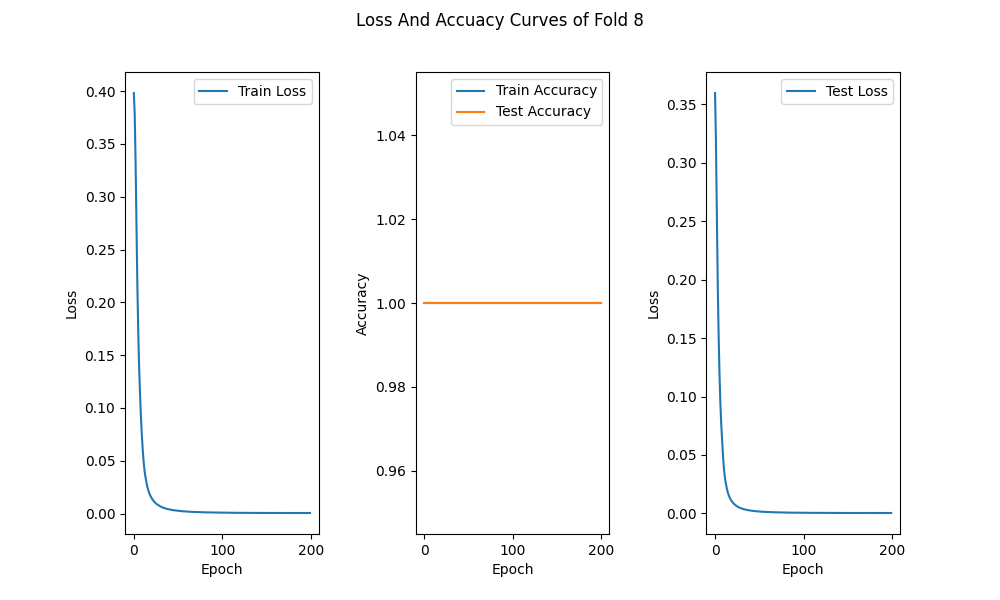 Loss And Accuacy Curves of Fold 8
Train Loss
0.40
0.35
0.30
0.25
0.20
0.15
0.10
0.05
0.00
Loss
0 100 200
Epoch
Train Accuracy
Test Accuracy
1.04
1.02
1.00
0.98
0.96
Accuracy
0 100 200
Epoch
Test Loss
0.35
0.30
0.25
0.20
0.15
0.10
0.05
0.00
Loss
0 100 200
Epoch